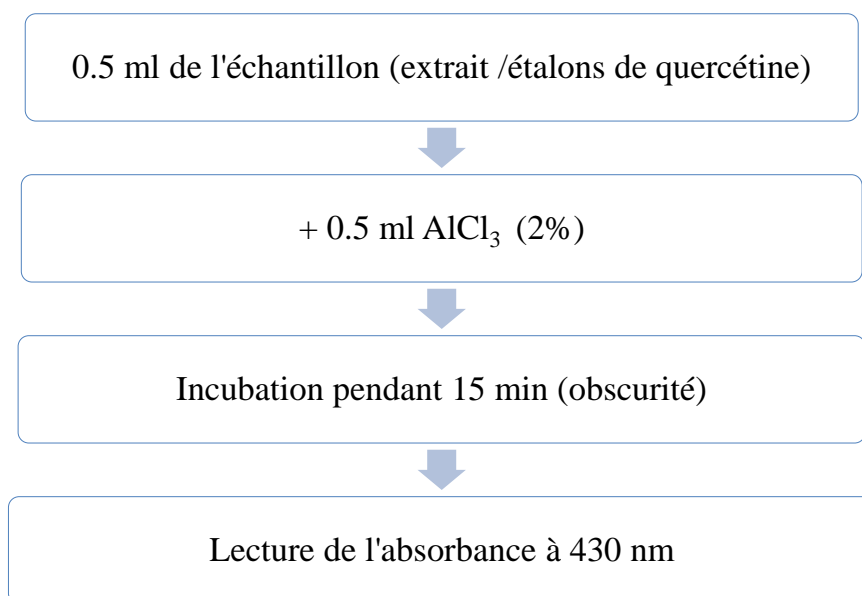 0.5 ml de l'échantillon (extrait /étalons de quercétine)
+ 0.5 ml AlCl₃ (2%)
Incubation pendant 15 min (obscurité)
Lecture de l'absorbance à 430 nm